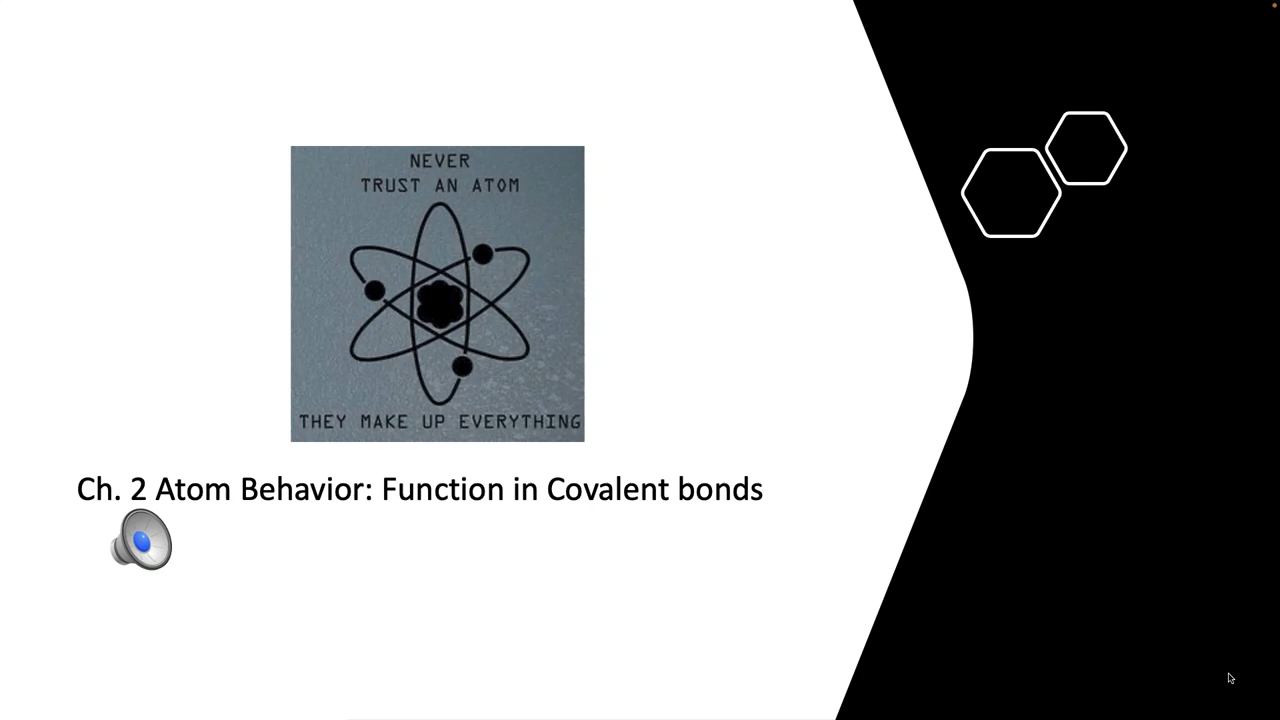 NEVER
TRUST AN ATOM
THEY MAKE UP EVERYTHING
Ch. 2 Atom Behavior: Function in Covalent bonds